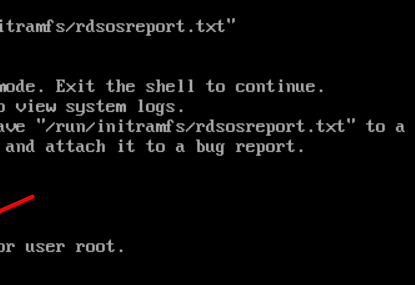 itramfs/rdsosreport.txt"
mode. Exit the shell to continue.
o view system logs.
ave "/run/initramfs/rdsosreport.txt" to a
and attach it to a bug report.
or user root.